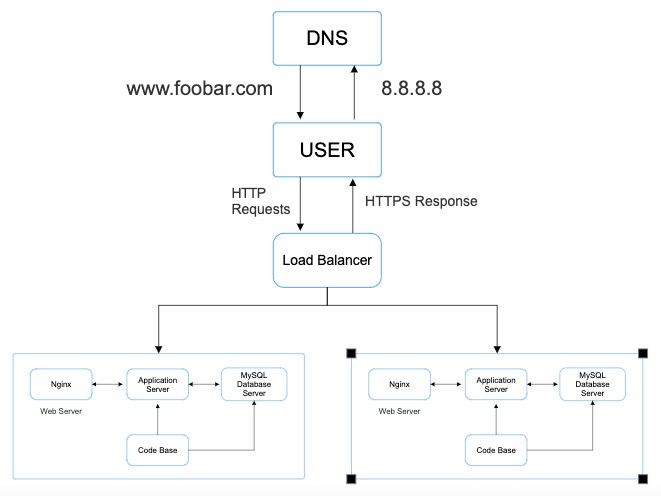 DNS
www.foobar.com
8.8.8.8
USER
HTTP
Requests
HTTPS Response
Load Balancer
Nginx
Web Server
Application
Server
MySQL
Database
Server
Code Base
Nginx
Web Server
Application
Server
MySQL
Database
Server
Code Base